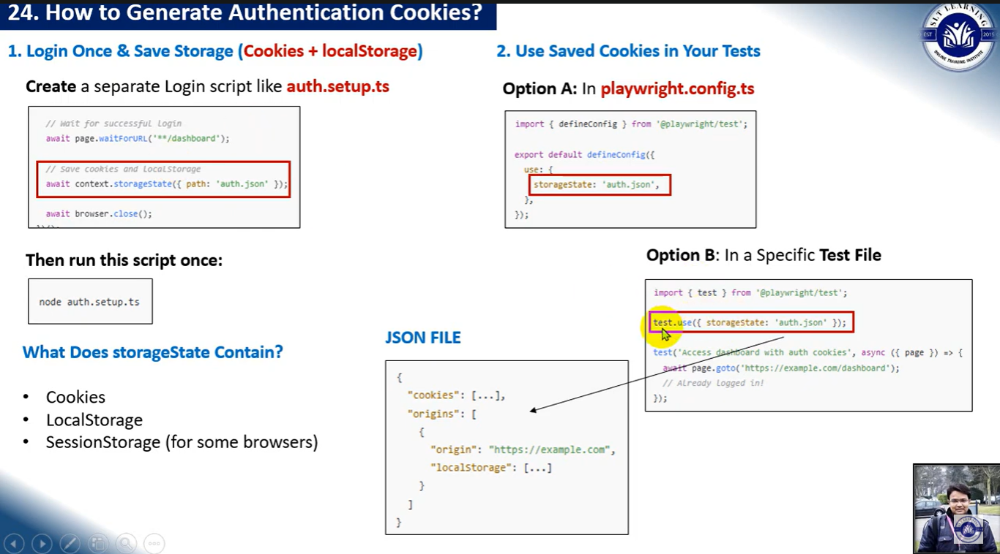 24. How to Generate Authentication Cookies?
SLT LEARNING
EST
2015
ONLINE TRAINING INSTITUTE
1. Login Once & Save Storage (Cookies + localStorage)
Create a separate Login script like auth.setup.ts
// Wait for successful login
await page.waitForURL('**/dashboard');
// Save cookies and localStorage
await context.storageState({ path: 'auth.json' });
await browser.close();
})();
Then run this script once:
node auth.setup.ts
What Does storageState Contain?
• Cookies
• LocalStorage
• SessionStorage (for some browsers)
2. Use Saved Cookies in Your Tests
Option A: In playwright.config.ts
import { defineConfig } from '@playwright/test';
export default defineConfig({
use: {
storageState: 'auth.json',
},
});
Option B: In a Specific Test File
import { test } from '@playwright/test';
test.use({ storageState: 'auth.json' });
test('Access dashboard with auth cookies', async ({ page }) => {
await page.goto('https://example.com/dashboard');
// Already logged in!
});
JSON FILE
{
"cookies": [...],
"origins": [
{
"origin": "https://example.com",
"localStorage": [...]
}
]
}